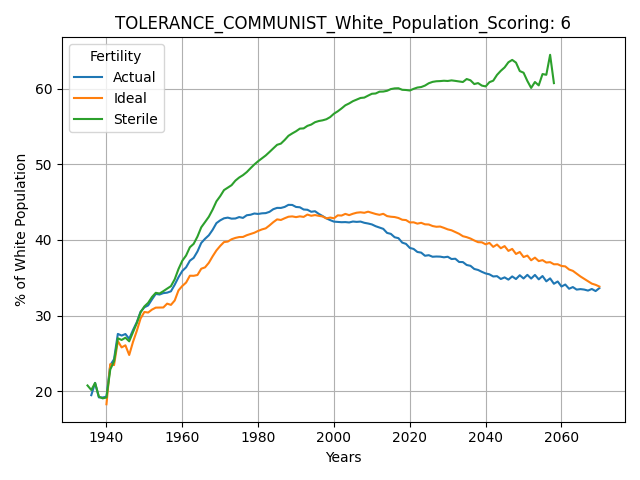 TOLERANCE_COMMUNIST_White_Population_Scoring: 6
Fertility
Actual
Ideal
Sterile
% of White Population
60
50
40
30
20
1940 1960 1980 2000 2020 2040 2060
Years